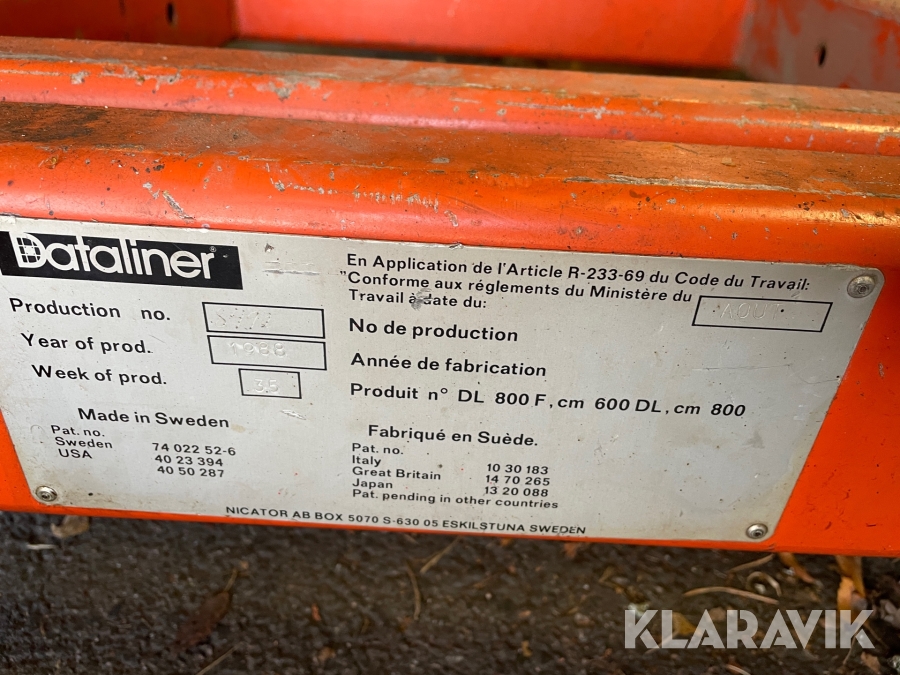 Dataliner®
Production no.
Year of prod. 1988
Week of prod. 35
Made in Sweden
Pat. no.
Sweden 74 022 52-6
USA 40 23 394
40 50 287
En Application de l'Article R-233-69 du Code du Travail:
"Conforme aux réglements du Ministère du
Travail à date du: AOUT
No de production
Année de fabrication
Produit n° DL 800 F, cm 600 DL, cm 800
Fabriqué en Suède.
Pat. no.
Italy 10 30 183
Great Britain 14 70 265
Japan 13 20 088
Pat. pending in other countries
NICATOR AB BOX 5070 S-630 05 ESKILSTUNA SWEDEN
KLARAVIK